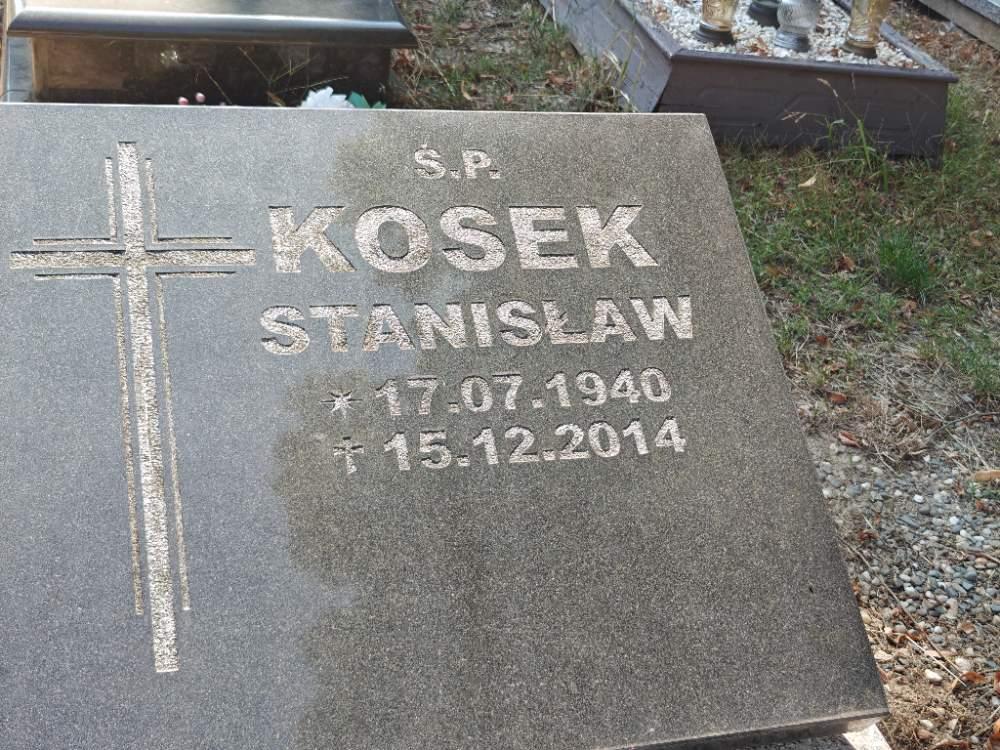 Ś.P.
KOSEK
STANISŁAW
* 17.07.1940
† 15.12.2014